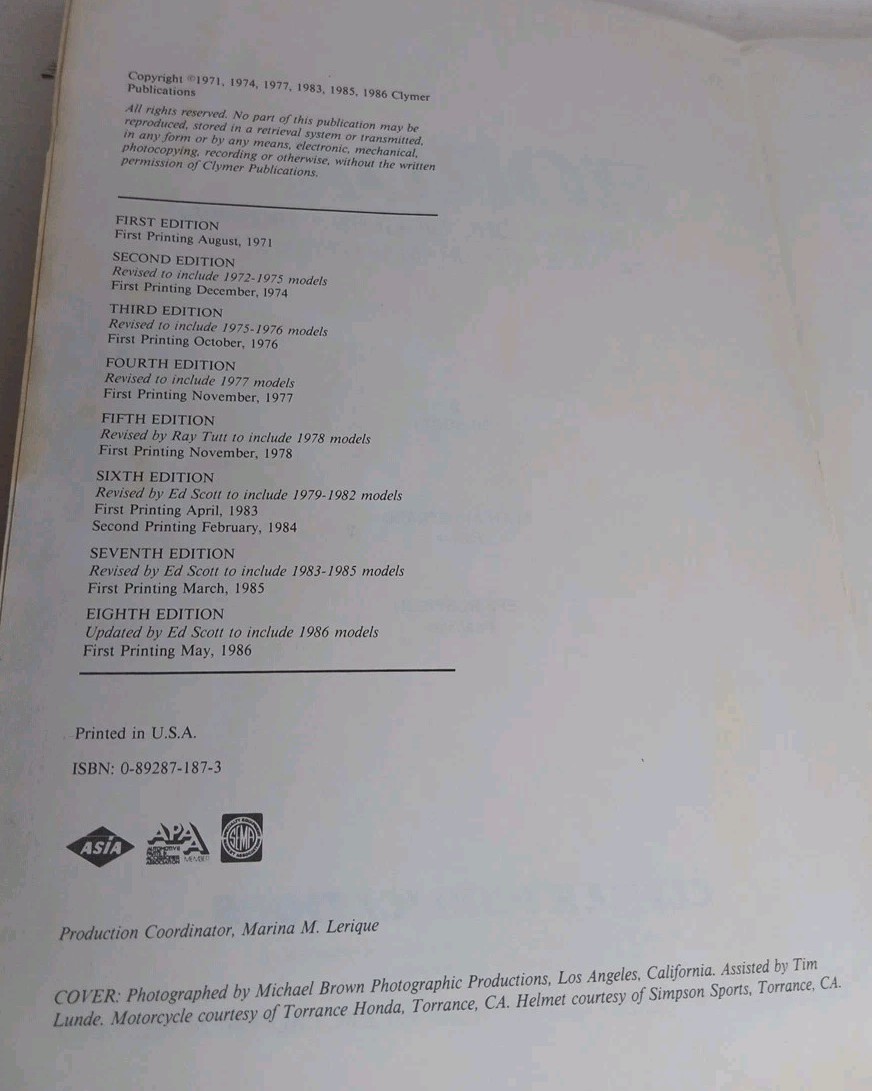 Copyright ©1971, 1974, 1977, 1983, 1985, 1986 Clymer
Publications
All rights reserved. No part of this publication may be
reproduced, stored in a retrieval system or transmitted,
in any form or by any means, electronic, mechanical,
photocopying, recording or otherwise, without the written
permission of Clymer Publications.
FIRST EDITION
First Printing August, 1971
SECOND EDITION
Revised to include 1972-1975 models
First Printing December, 1974
THIRD EDITION
Revised to include 1975-1976 models
First Printing October, 1976
FOURTH EDITION
Revised to include 1977 models
First Printing November, 1977
FIFTH EDITION
Revised by Ray Tutt to include 1978 models
First Printing November, 1978
SIXTH EDITION
Revised by Ed Scott to include 1979-1982 models
First Printing April, 1983
Second Printing February, 1984
SEVENTH EDITION
Revised by Ed Scott to include 1983-1985 models
First Printing March, 1985
EIGHTH EDITION
Updated by Ed Scott to include 1986 models
First Printing May, 1986
Printed in U.S.A.
ISBN: 0-89287-187-3
ASiA
APAA
AUTOMOTIVE
PARTS &
ACCESSORIES
ASSOCIATION MEMBER
SEMA
Production Coordinator, Marina M. Lerique
COVER: Photographed by Michael Brown Photographic Productions, Los Angeles, California. Assisted by Tim
Lunde. Motorcycle courtesy of Torrance Honda, Torrance, CA. Helmet courtesy of Simpson Sports, Torrance, CA.